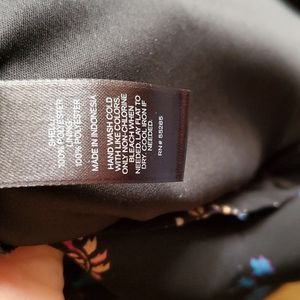 SHELL
100% POLYESTER
LINING
100% POLYESTER
MADE IN INDONESIA
HAND WASH COLD
WITH LIKE COLORS.
ONLY NON-CHLORINE
BLEACH WHEN
NEEDED. LAY FLAT TO
DRY. COOL IRON IF
NEEDED.
RN# 55285